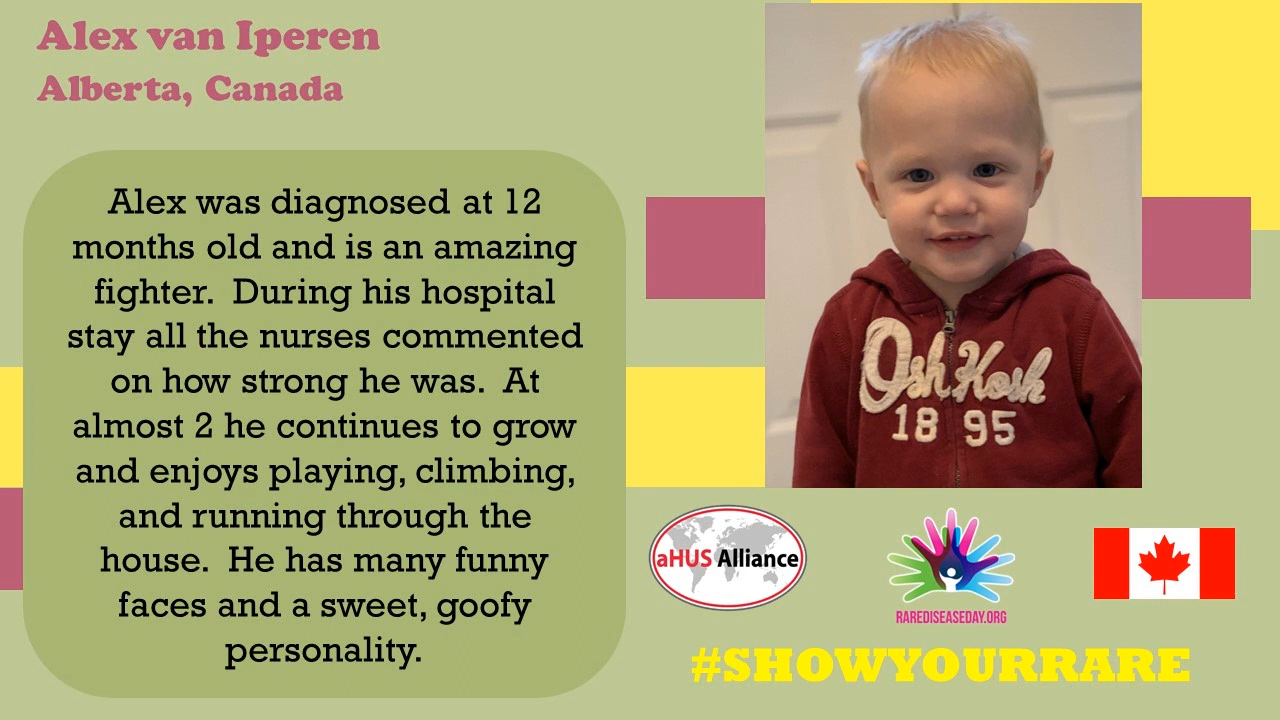 Alex van Iperen
Alberta, Canada
Alex was diagnosed at 12
months old and is an amazing
fighter.  During his hospital
stay all the nurses commented
on how strong he was.  At
almost 2 he continues to grow
and enjoys playing, climbing,
and running through the
house.  He has many funny
faces and a sweet, goofy
personality.
OshKosh
18 95
aHUS Alliance
RAREDISEASEDAY.ORG
#SHOWYOURRARE